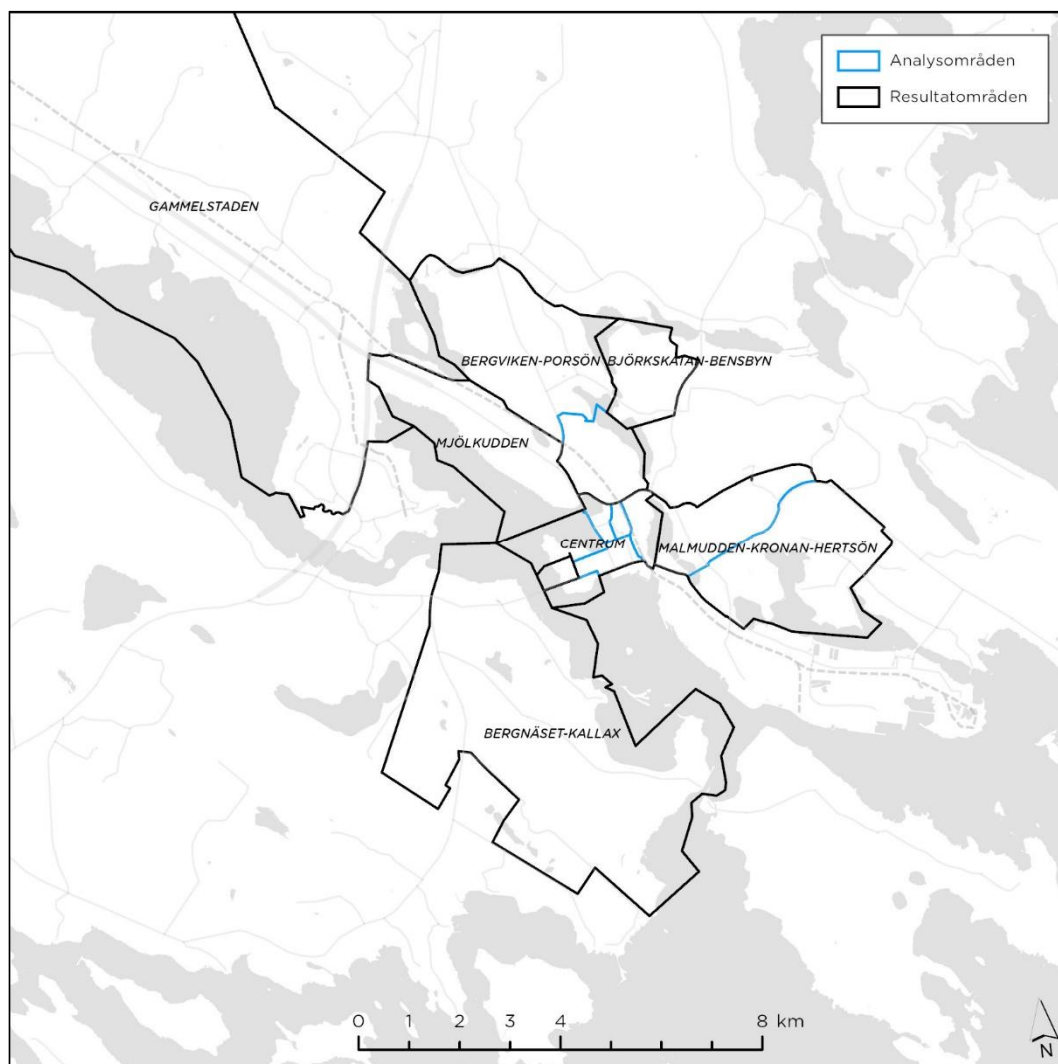 Analysområden
Resultatområden
GAMMELSTADEN
BERGVIKEN-PORSÖN
BJÖRKSKATAN-BENSBYN
MJÖLKUDDEN
CENTRUM
MALMUDDEN-KRONAN-HERTSÖN
BERGNÄSET-KALLAX
0 1 2 3 4 8 km
N